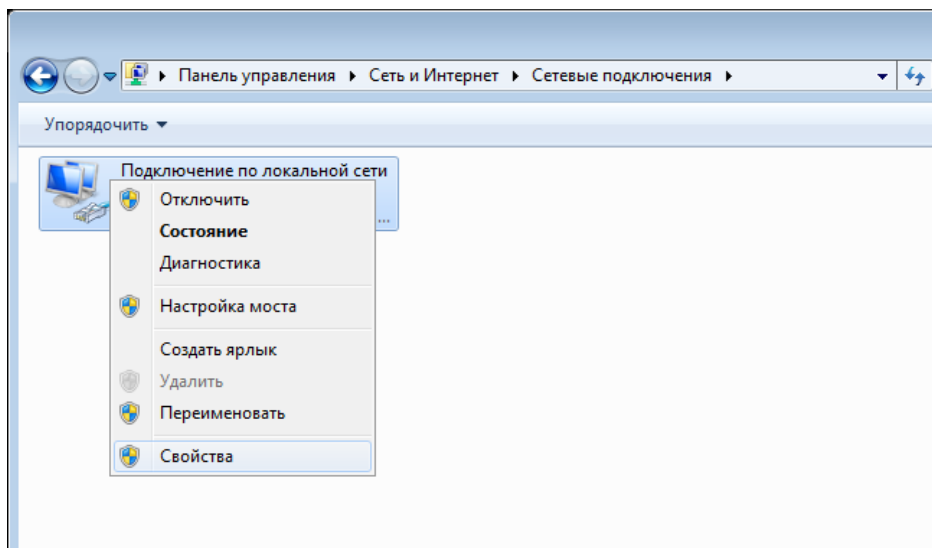 Панель управления Сеть и Интернет Сетевые подключения
Упорядочить
Подключение по локальной сети
Отключить
...
Состояние
Диагностика
Настройка моста
Создать ярлык
Удалить
Переименовать
Свойства